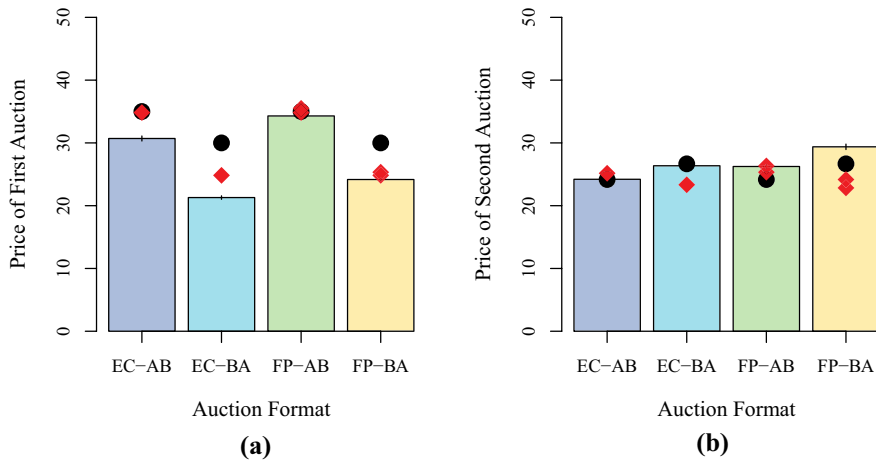 Price of First Auction
50
40
30
20
10
0
EC−AB EC−BA FP−AB FP−BA
Auction Format
(a)
Price of Second Auction
50
40
30
20
10
0
EC−AB EC−BA FP−AB FP−BA
Auction Format
(b)